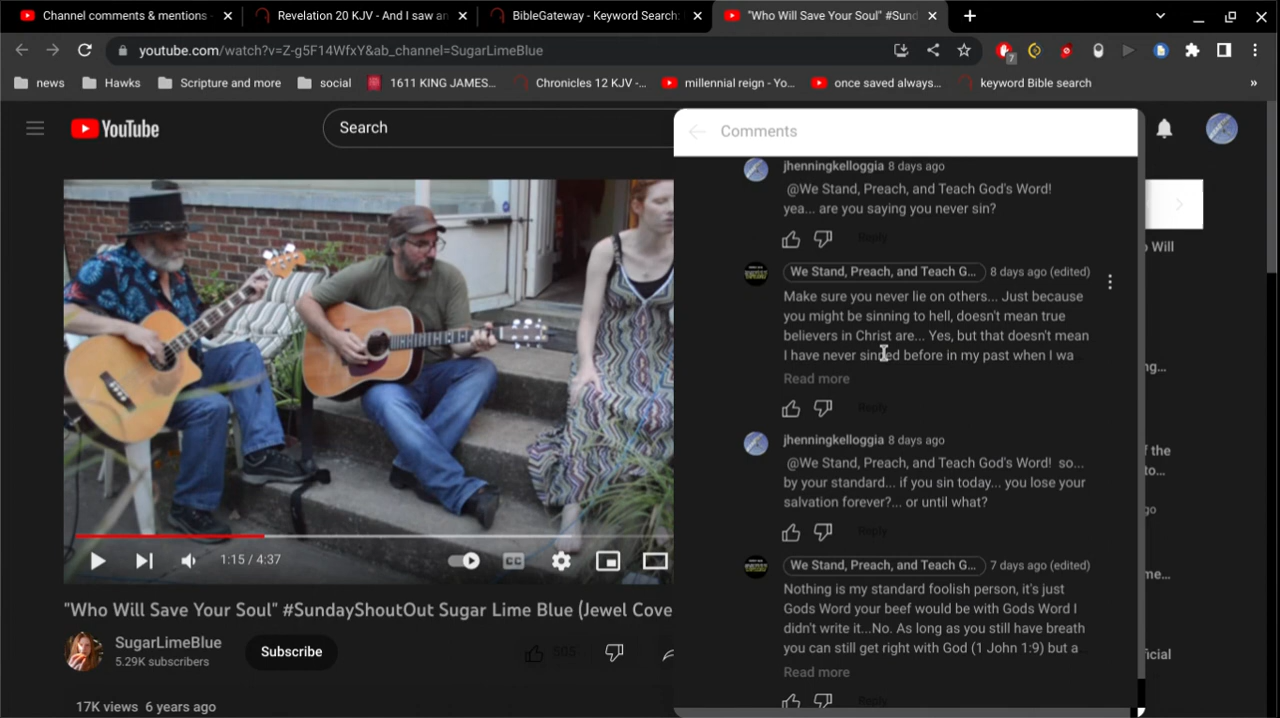 Channel comments & mentions -
Revelation 20 KJV - And I saw an
BibleGateway - Keyword Search:
"Who Will Save Your Soul" #Sund
youtube.com/watch?v=Z-g5F14WfxY&ab_channel=SugarLimeBlue
7
news
Hawks
Scripture and more
social
1611 KING JAMES...
Chronicles 12 KJV -...
millennial reign - Yo...
once saved always...
keyword Bible search
»
YouTube
Search
Comments
jhenningkelloggia 8 days ago
@We Stand, Preach, and Teach God's Word!
yea... are you saying you never sin?
Reply
We Stand, Preach, and Teach G... 8 days ago (edited)
Make sure you never lie on others... Just because
you might be sinning to hell, doesn't mean true
believers in Christ are... Yes, but that doesn't mean
I have never sinned before in my past when I wa
Read more
Reply
jhenningkelloggia 8 days ago
@We Stand, Preach, and Teach God's Word! so...
by your standard... if you sin today... you lose your
salvation forever?... or until what?
Reply
We Stand, Preach, and Teach G... 7 days ago (edited)
Nothing is my standard foolish person, it's just
Gods Word your beef would be with Gods Word I
didn't write it...No. As long as you still have breath
you can still get right with God (1 John 1:9) but a
Read more
Reply
1:15 / 4:37
CC
"Who Will Save Your Soul" #SundayShoutOut Sugar Lime Blue (Jewel Cove
SugarLimeBlue
5.29K subscribers
Subscribe
505
17K views 6 years ago
Will
ng...
f the
to...
go
me...
icial